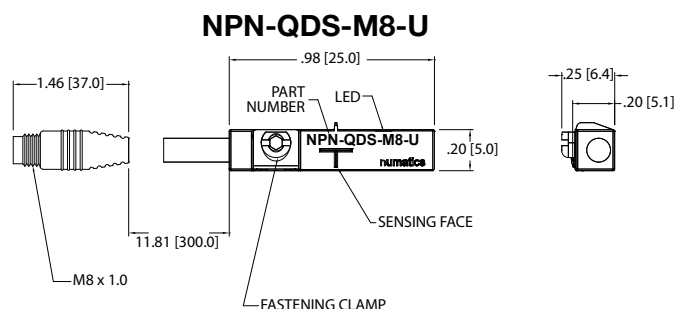 NPN-QDS-M8-U
.98 [25.0]
1.46 [37.0]
.25 [6.4]
PART
NUMBER
LED
.20 [5.1]
NPN-QDS-M8-U
numatics
.20 [5.0]
SENSING FACE
11.81 [300.0]
M8 x 1.0
FASTENING CLAMP